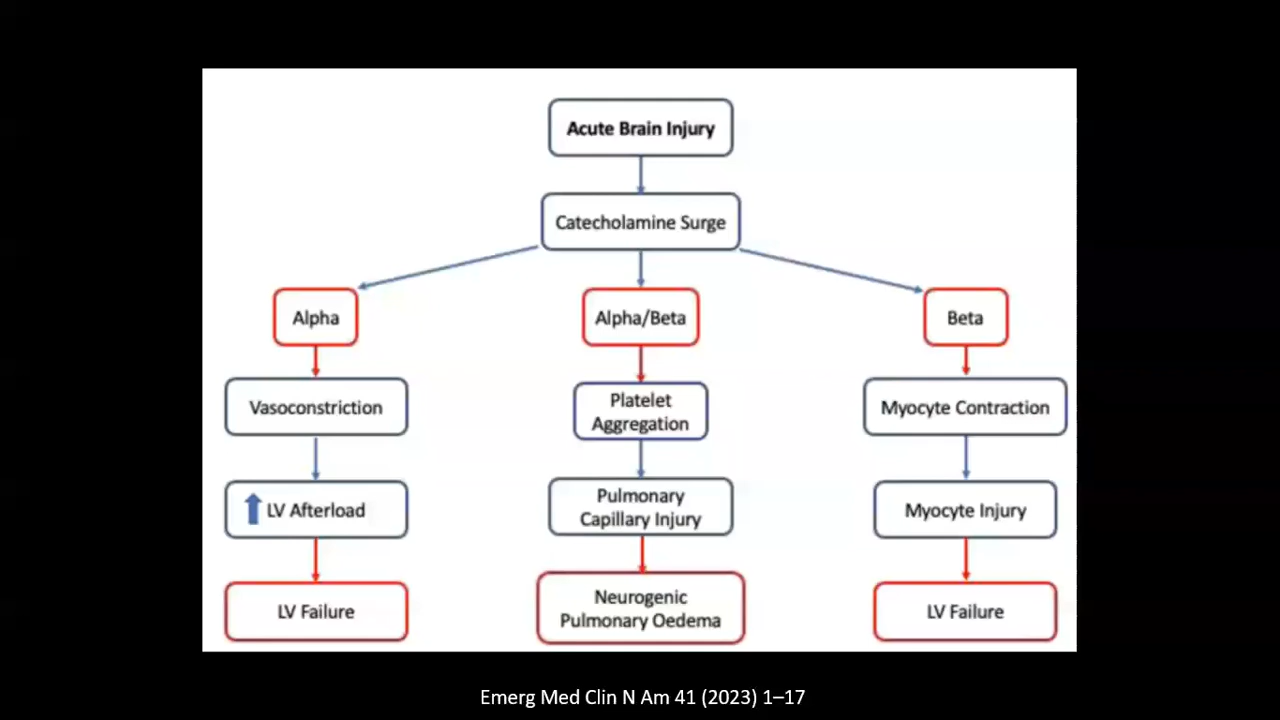 Acute Brain Injury
Catecholamine Surge
Alpha
Alpha/Beta
Beta
Vasoconstriction
Platelet
Aggregation
Myocyte Contraction
LV Afterload
Pulmonary
Capillary Injury
Myocyte Injury
LV Failure
Neurogenic
Pulmonary Oedema
LV Failure
Emerg Med Clin N Am 41 (2023) 1–17